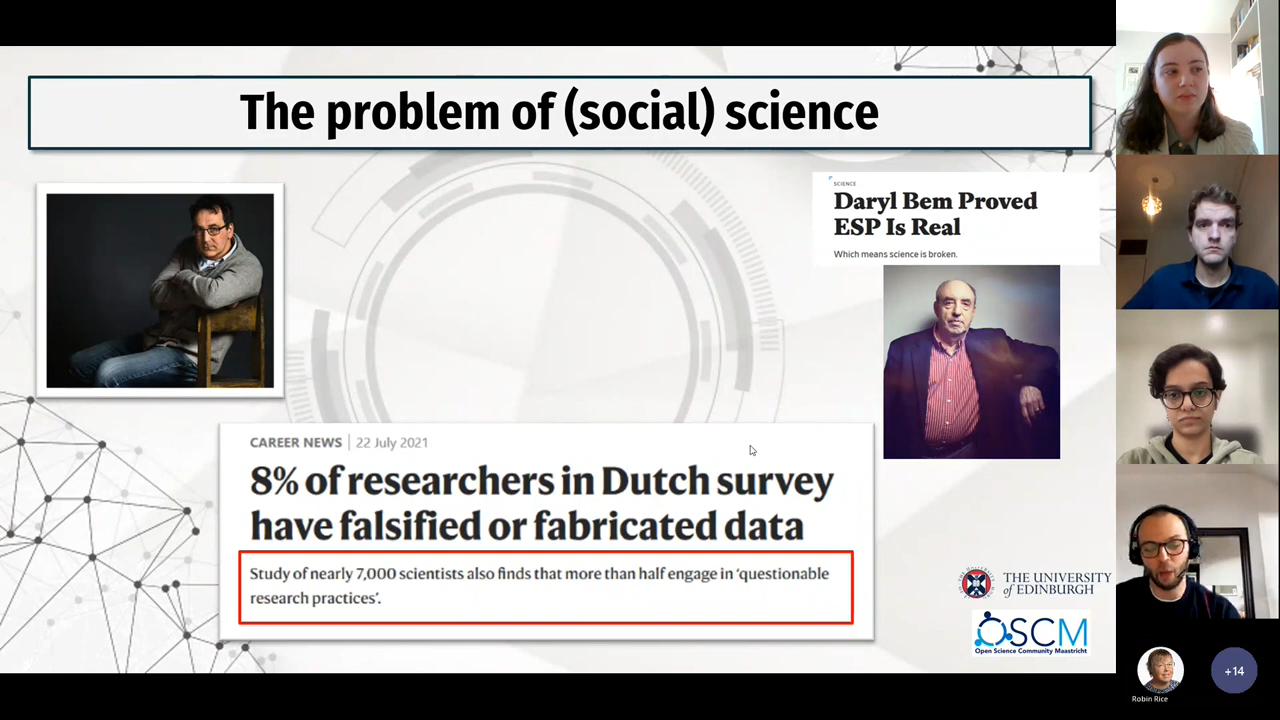 The problem of (social) science
SCIENCE
Daryl Bem Proved
ESP Is Real
Which means science is broken.
CAREER NEWS | 22 July 2021
8% of researchers in Dutch survey
have falsified or fabricated data
Study of nearly 7,000 scientists also finds that more than half engage in ‘questionable
research practices’.
THE UNIVERSITY
of EDINBURGH
OSCM
Open Science Community Maastricht
Robin Rice
+14